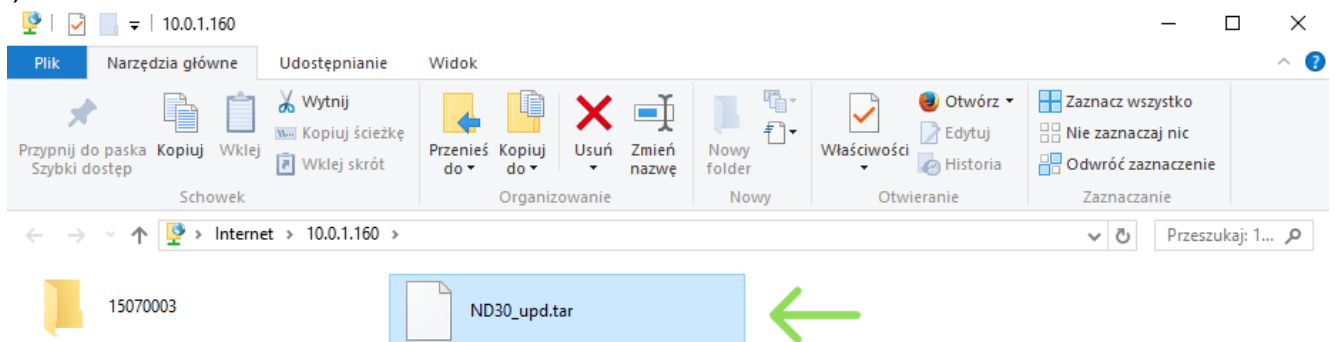 10.0.1.160
Plik Narzędzia główne Udostępnianie Widok
Przypnij do paska Szybki dostęp
Kopiuj
Wklej
Wytnij
Kopiuj ścieżkę
Wklej skrót
Schowek
Przenieś do
Kopiuj do
Usuń
Zmień nazwę
Organizowanie
Nowy folder
Nowy
Właściwości
Otwórz
Edytuj
Historia
Otwieranie
Zaznacz wszystko
Nie zaznaczaj nic
Odwróć zaznaczenie
Zaznaczanie
Internet > 10.0.1.160 >
Przeszukaj: 1...
15070003
ND30_upd.tar